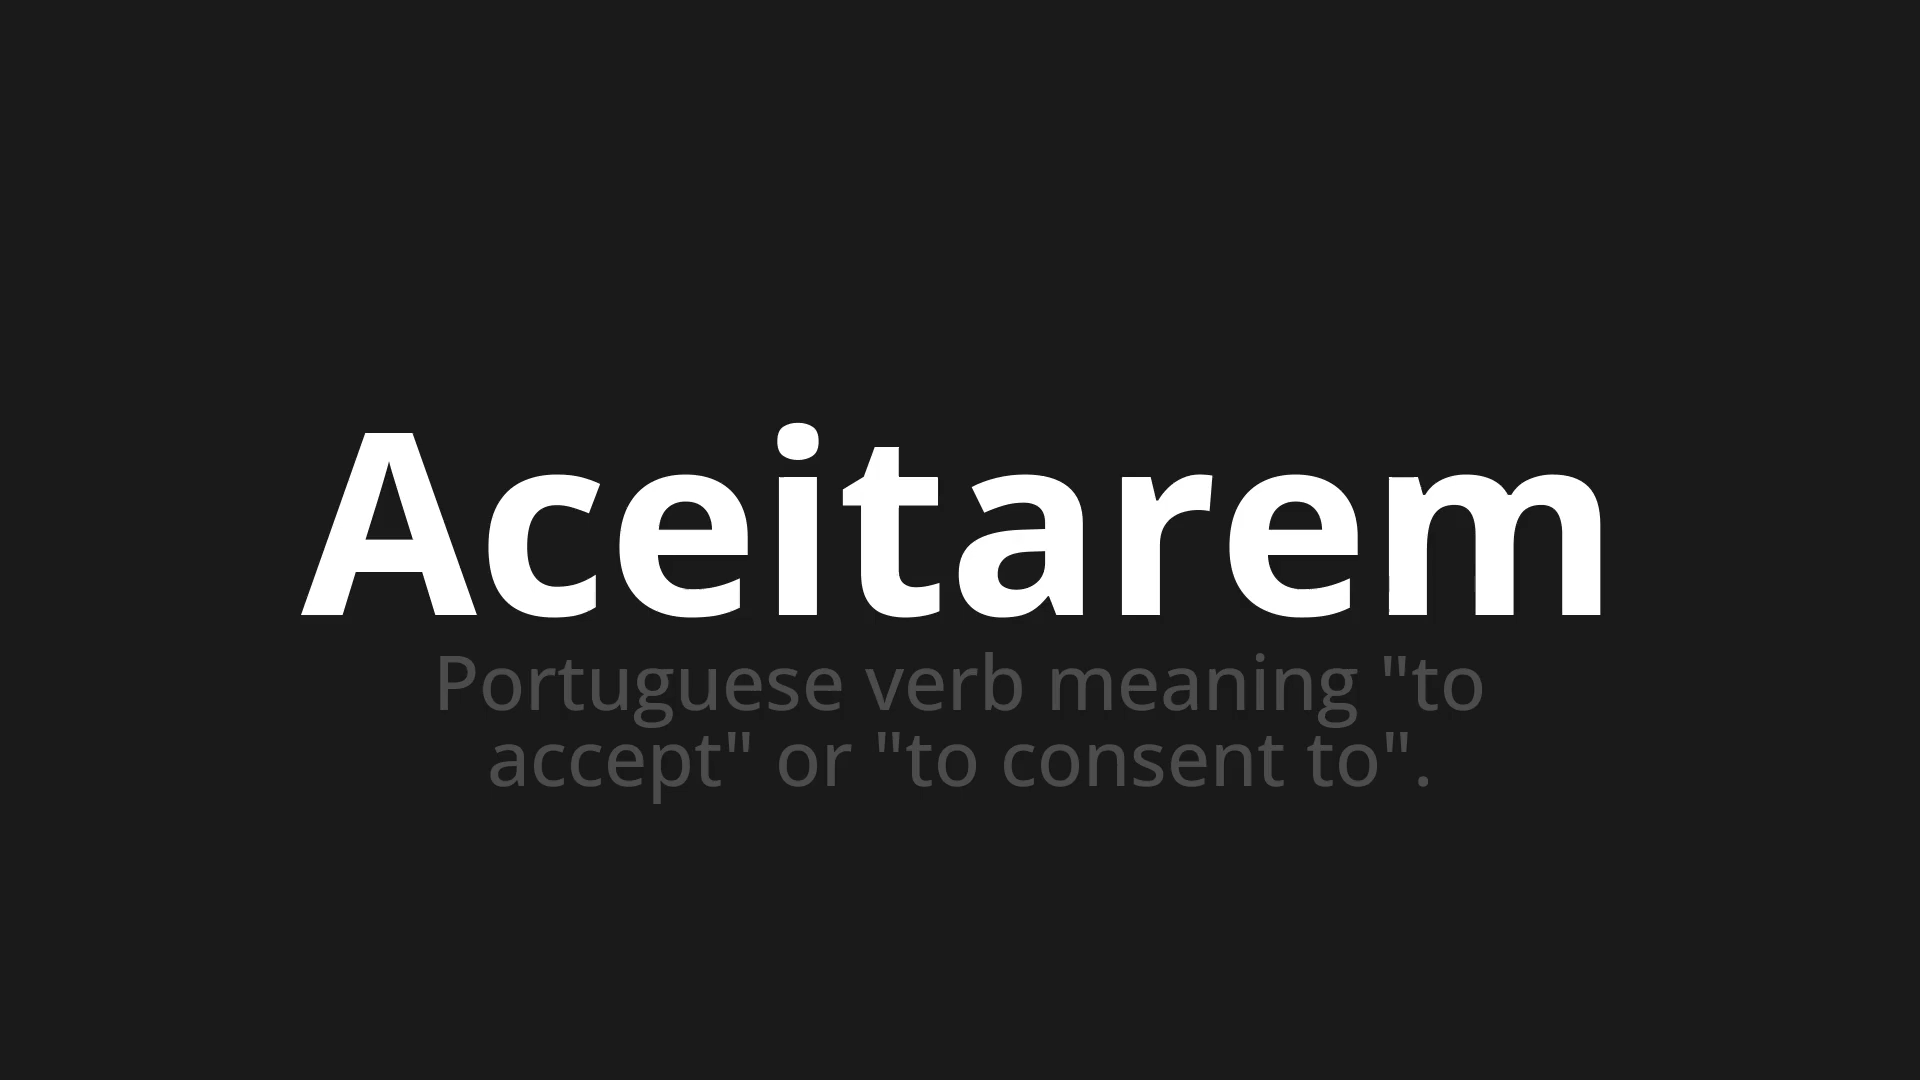 Aceitarem
Portuguese verb meaning "to
accept" or "to consent to".